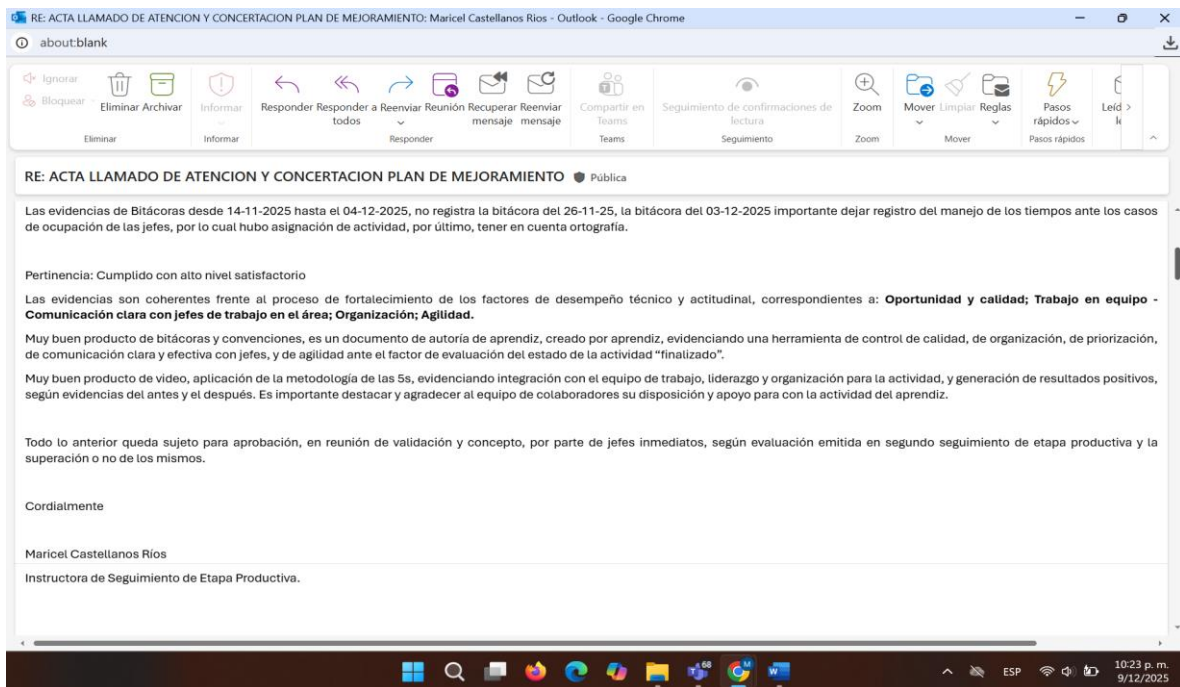 RE: ACTA LLAMADO DE ATENCION Y CONCERTACION PLAN DE MEJORAMIENTO: Maricel Castellanos Rios - Outlook - Google Chrome
about:blank
Ignorar
Bloquear
Eliminar Archivar
Informar
Responder Responder a todos Reenviar Reunión Recuperar mensaje Reenviar mensaje
Compartir en Teams
Seguimiento de confirmaciones de lectura
Zoom
Mover Limpiar Reglas
Pasos rápidos
Eliminar Informar Responder Teams Seguimiento Zoom Mover Pasos rápidos
RE: ACTA LLAMADO DE ATENCION Y CONCERTACION PLAN DE MEJORAMIENTO Pública
Las evidencias de Bitácoras desde 14-11-2025 hasta el 04-12-2025, no registra la bitácora del 26-11-25, la bitácora del 03-12-2025 importante dejar registro del manejo de los tiempos ante los casos
de ocupación de las jefes, por lo cual hubo asignación de actividad, por último, tener en cuenta ortografía.
Pertinencia: Cumplido con alto nivel satisfactorio
Las evidencias son coherentes frente al proceso de fortalecimiento de los factores de desempeño técnico y actitudinal, correspondientes a: Oportunidad y calidad; Trabajo en equipo -
Comunicación clara con jefes de trabajo en el área; Organización; Agilidad.
Muy buen producto de bitácoras y convenciones, es un documento de autoría de aprendiz, creado por aprendiz, evidenciando una herramienta de control de calidad, de organización, de priorización,
de comunicación clara y efectiva con jefes, y de agilidad ante el factor de evaluación del estado de la actividad “finalizado”.
Muy buen producto de video, aplicación de la metodología de las 5s, evidenciando integración con el equipo de trabajo, liderazgo y organización para la actividad, y generación de resultados positivos,
según evidencias del antes y el después. Es importante destacar y agradecer al equipo de colaboradores su disposición y apoyo para con la actividad del aprendiz.
Todo lo anterior queda sujeto para aprobación, en reunión de validación y concepto, por parte de jefes inmediatos, según evaluación emitida en segundo seguimiento de etapa productiva y la
superación o no de los mismos.
Cordialmente
Maricel Castellanos Ríos
Instructora de Seguimiento de Etapa Productiva.
68
ESP
10:23 p. m.
9/12/2025